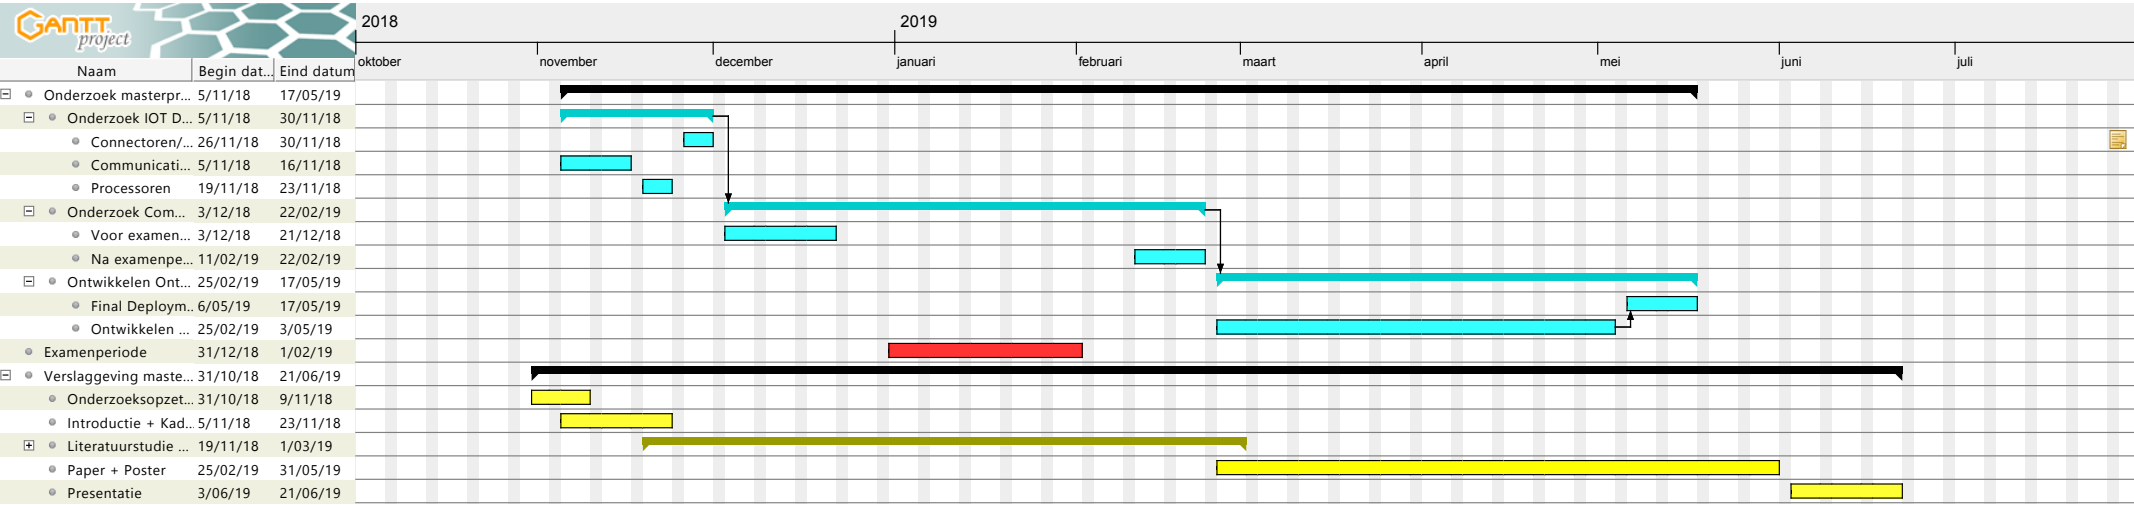 GANTT project
2018 2019
oktober november december januari februari maart april mei juni juli
Naam Begin dat... Eind datum
Onderzoek masterpr... 5/11/18 17/05/19
Onderzoek IOT D... 5/11/18 30/11/18
Connectoren/... 26/11/18 30/11/18
Communicati... 5/11/18 16/11/18
Processoren 19/11/18 23/11/18
Onderzoek Com... 3/12/18 22/02/19
Voor examen... 3/12/18 21/12/18
Na examenpe... 11/02/19 22/02/19
Ontwikkelen Ont... 25/02/19 17/05/19
Final Deploym... 6/05/19 17/05/19
Ontwikkelen ... 25/02/19 3/05/19
Examenperiode 31/12/18 1/02/19
Verslaggeving maste... 31/10/18 21/06/19
Onderzoeksopzet... 31/10/18 9/11/18
Introductie + Kad... 5/11/18 23/11/18
Literatuurstudie ... 19/11/18 1/03/19
Paper + Poster 25/02/19 31/05/19
Presentatie 3/06/19 21/06/19